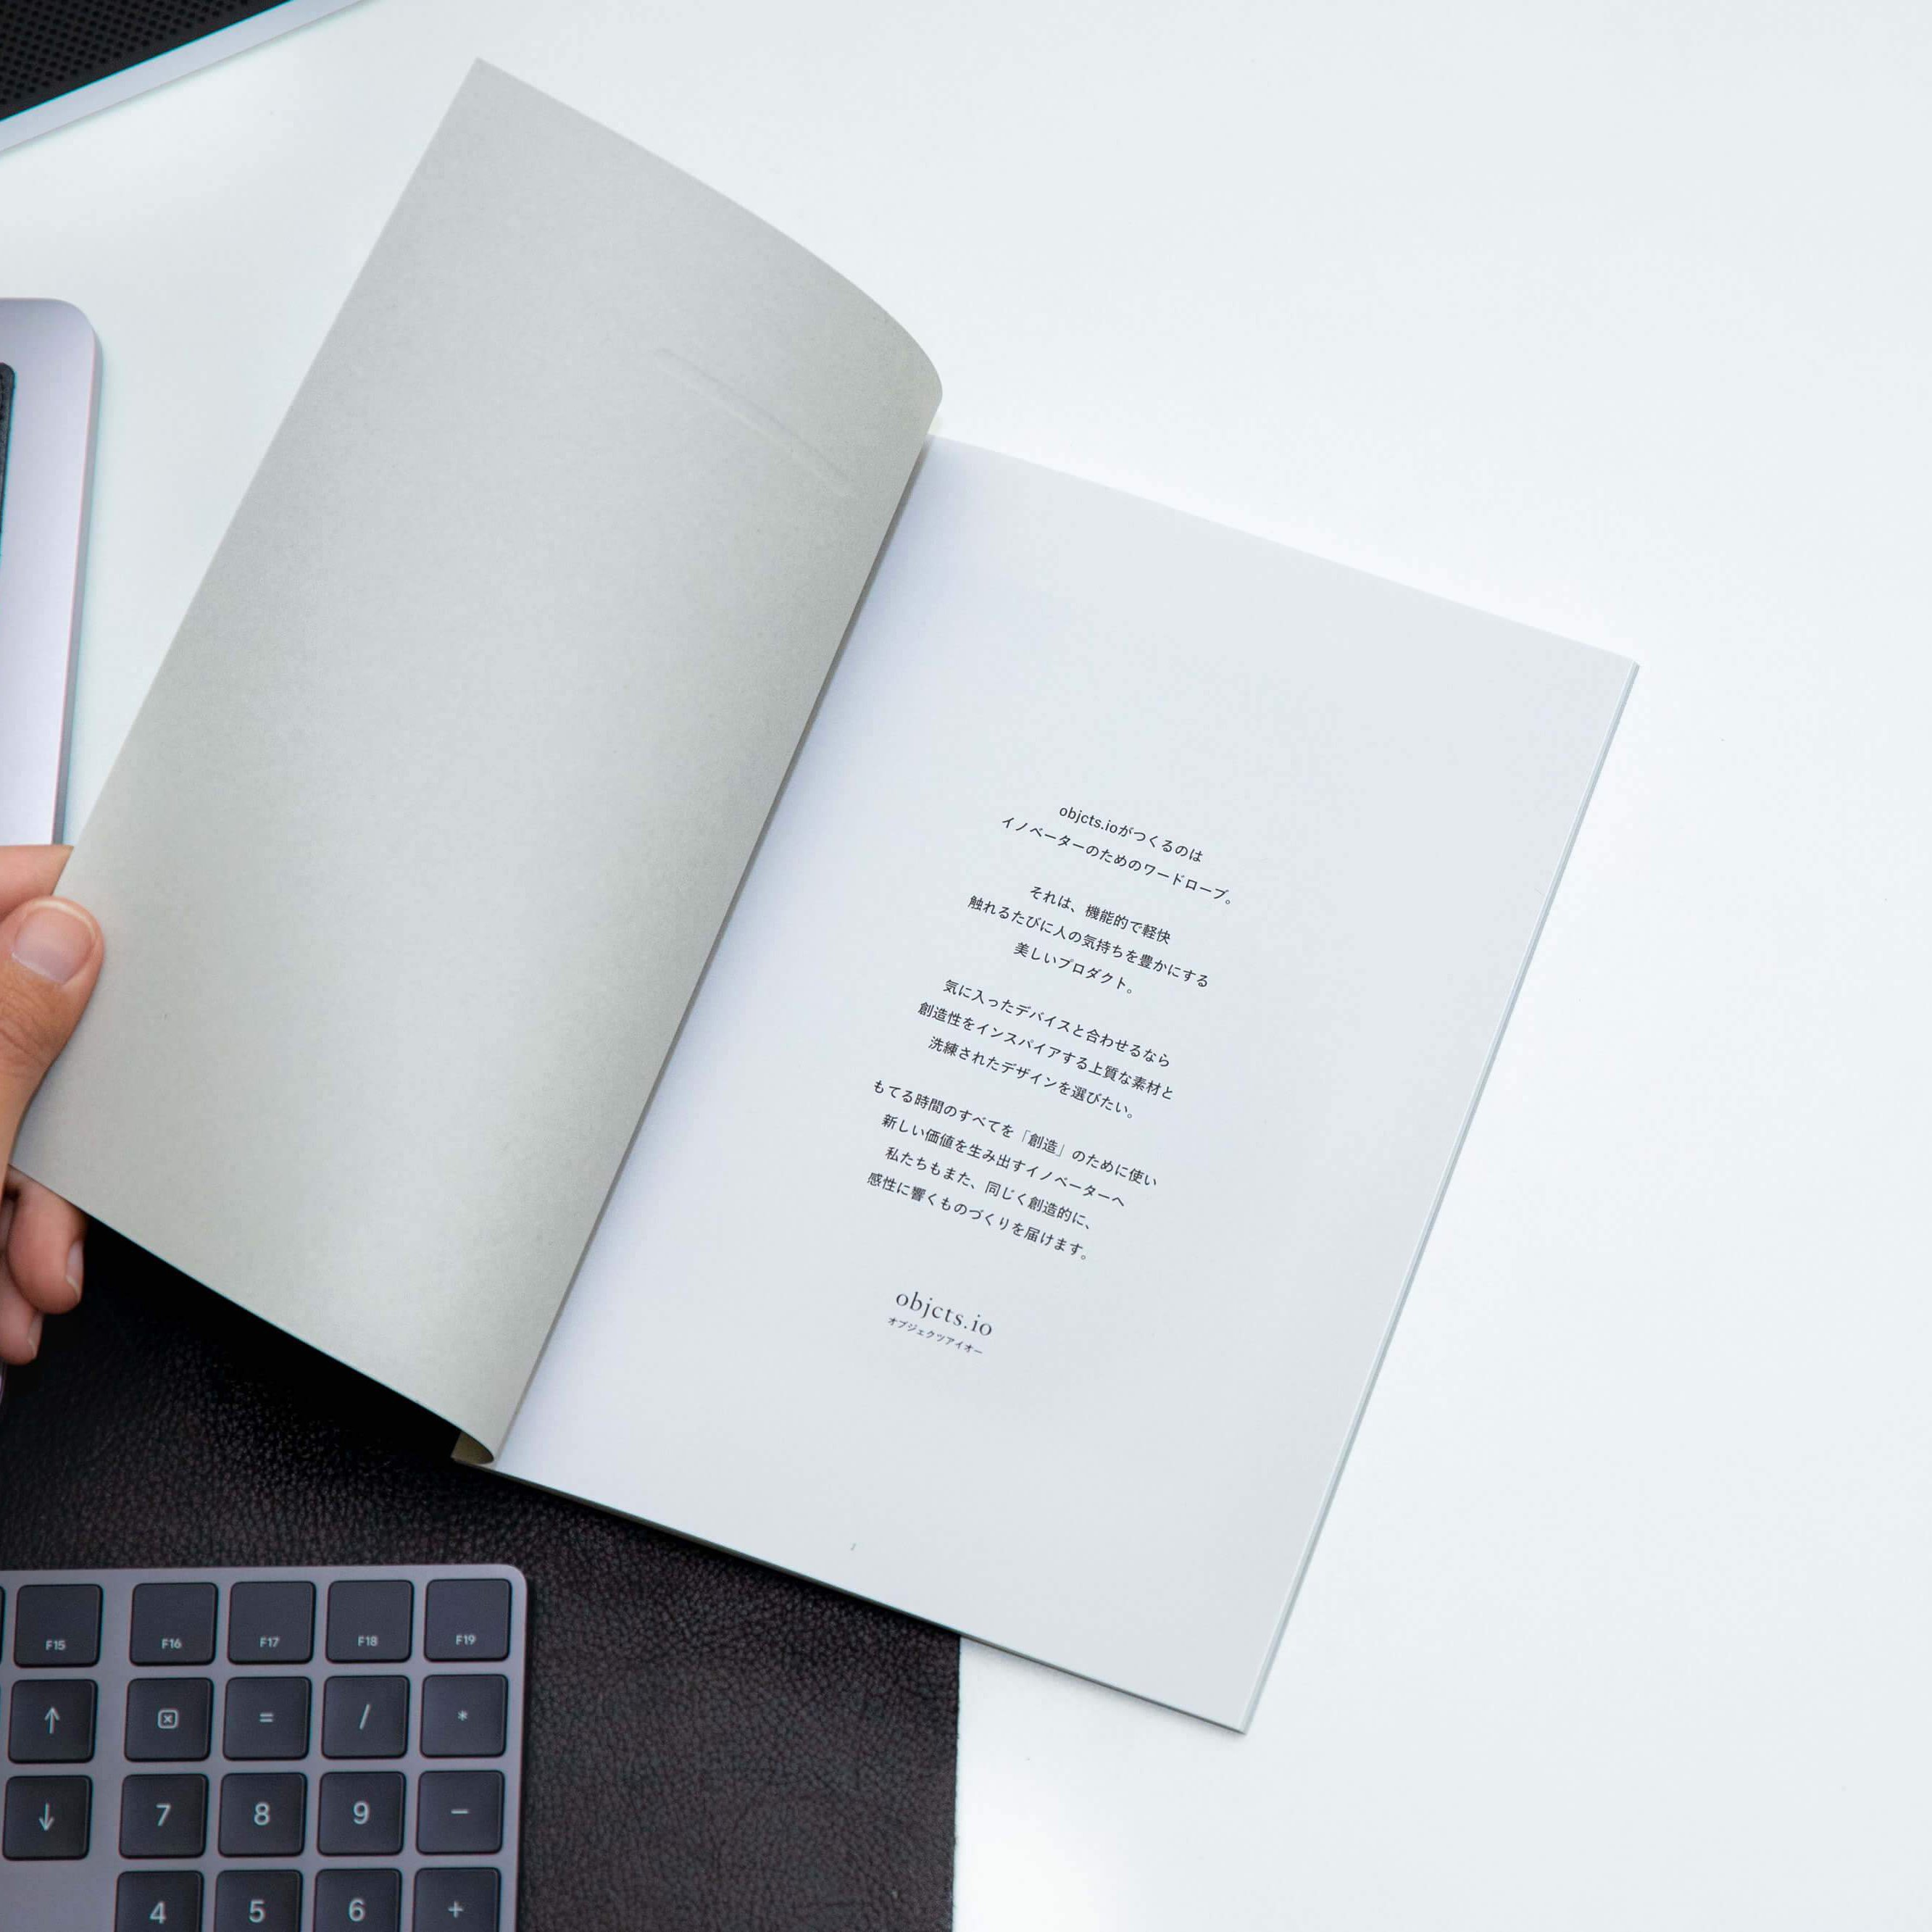 objcts.ioがつくるのは
イノベーターのためのワードローブ。
それは、機能的で軽快
触れるたびに人の気持ちを豊かにする
美しいプロダクト。
気に入ったデバイスと合わせるなら
創造性をインスパイアする上質な素材と
洗練されたデザインを選びたい。
もてる時間のすべてを「創造」のために使い
新しい価値を生み出すイノベーターへ
私たちもまた、同じく創造的に、
感性に響くものづくりを届けます。
objcts.io
オブジェクツアイオー
F15 F16 F17 F18 F19
↑ = / *
↓ 7 8 9 −
4 5 6 +